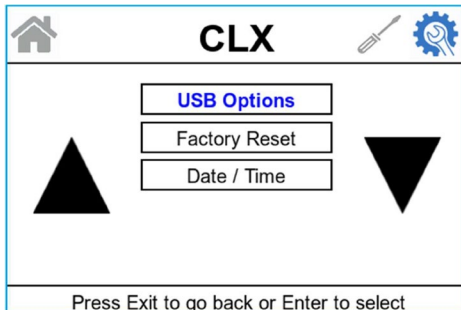 CLX
USB Options
Factory Reset
Date / Time
Press Exit to go back or Enter to select